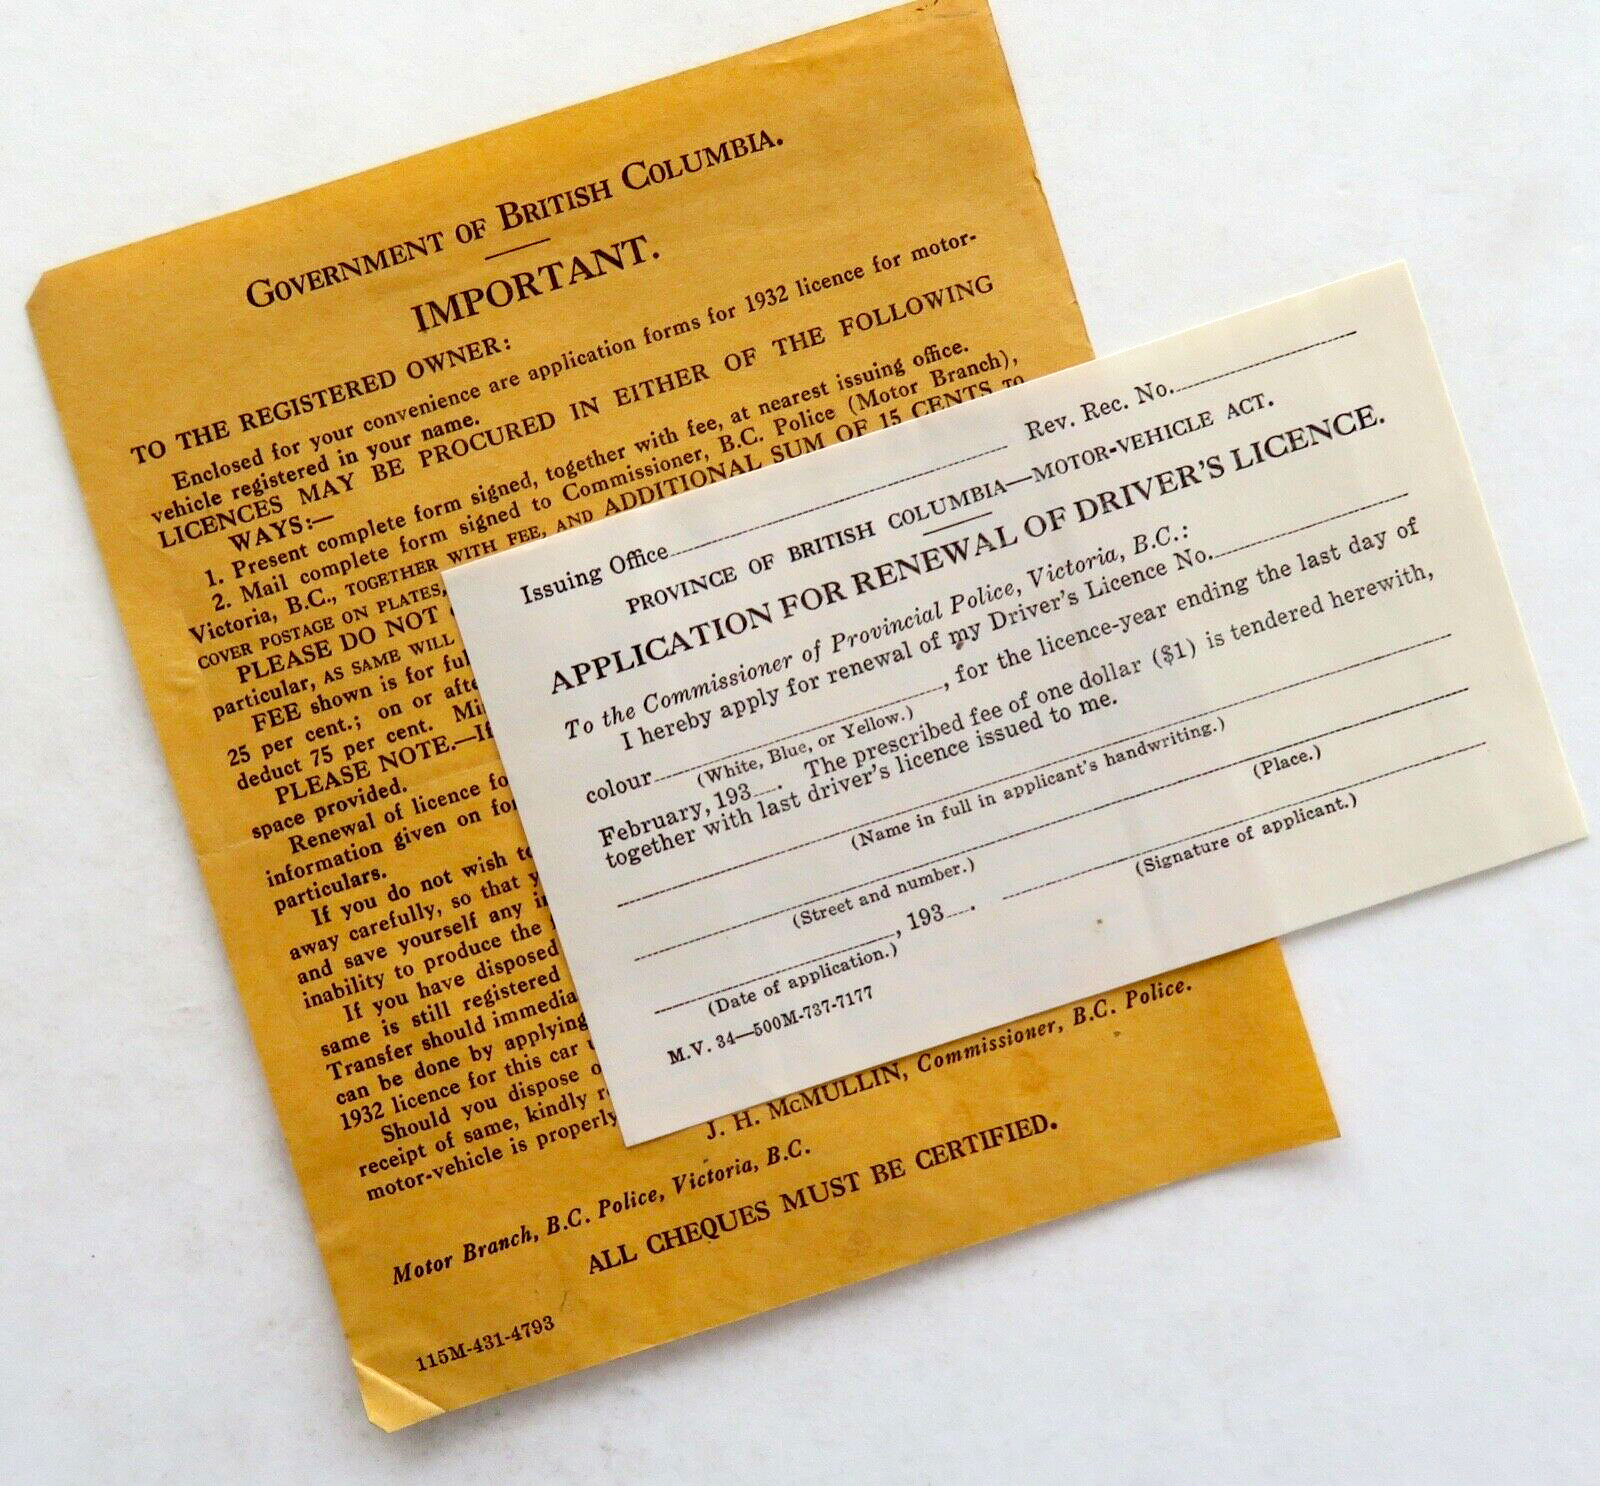 GOVERNMENT OF BRITISH COLUMBIA.
IMPORTANT.
TO THE REGISTERED OWNER:
Enclosed for your convenience are application forms for 1932 licence for motor-
vehicle registered in your name.
LICENCES MAY BE PROCURED IN EITHER OF THE FOLLOWING
WAYS:—
1. Present complete form signed, together with fee, at nearest issuing office.
2. Mail complete form signed to Commissioner, B.C. Police (Motor Branch),
Victoria, B.C., TOGETHER WITH FEE, AND ADDITIONAL SUM OF 15 CENTS TO
COVER POSTAGE ON PLATES,
PLEASE DO NOT
particular, AS SAME WILL
FEE shown is for
25 per cent.; on or
deduct 75 per cent.
PLEASE NOTE.—If
space provided.
Renewal of licence
information given on
particulars.
If you do not wish
away carefully, so that
and save yourself any
inability to produce the
If you have disposed
same is still registered
Transfer should
can be done by applying
1932 licence for this car
Should you dispose
receipt of same, kindly
motor-vehicle is properly
J. H. McMULLIN, Commissioner, B.C. Police.
Motor Branch, B.C. Police, Victoria, B.C.
ALL CHEQUES MUST BE CERTIFIED.
115M-431-4793
Issuing Office Rev. Rec. No.
PROVINCE OF BRITISH COLUMBIA—MOTOR-VEHICLE ACT.
APPLICATION FOR RENEWAL OF DRIVER'S LICENCE.
To the Commissioner of Provincial Police, Victoria, B.C.:
I hereby apply for renewal of my Driver's Licence No.
colour , for the licence-year ending the last day of
(White, Blue, or Yellow.)
February, 193 . The prescribed fee of one dollar ($1) is tendered herewith,
together with last driver's licence issued to me.
(Name in full in applicant's handwriting.)
(Street and number.) (Place.)
, 193 .
(Date of application.) (Signature of applicant.)
M.V. 34—500M-737-7177